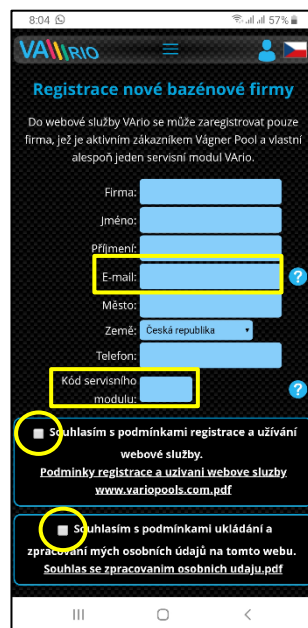 8:04 57%
VArio
Registrace nové bazénové firmy
Do webové služby VArio se může zaregistrovat pouze
firma, jež je aktivním zákazníkem Vágner Pool a vlastní
alespoň jeden servisní modul VArio.
Firma:
Jméno:
Příjmení:
E-mail: ?
Město:
Země: Česká republika
Telefon:
Kód servisního
modulu: ?
Souhlasím s podmínkami registrace a užívání
webové služby.
Podminky registrace a uzivani webove sluzby
www.variopools.com.pdf
Souhlasím s podmínkami ukládání a
zpracování mých osobních údajů na tomto webu.
Souhlas se zpracovanim osobnich udaju.pdf